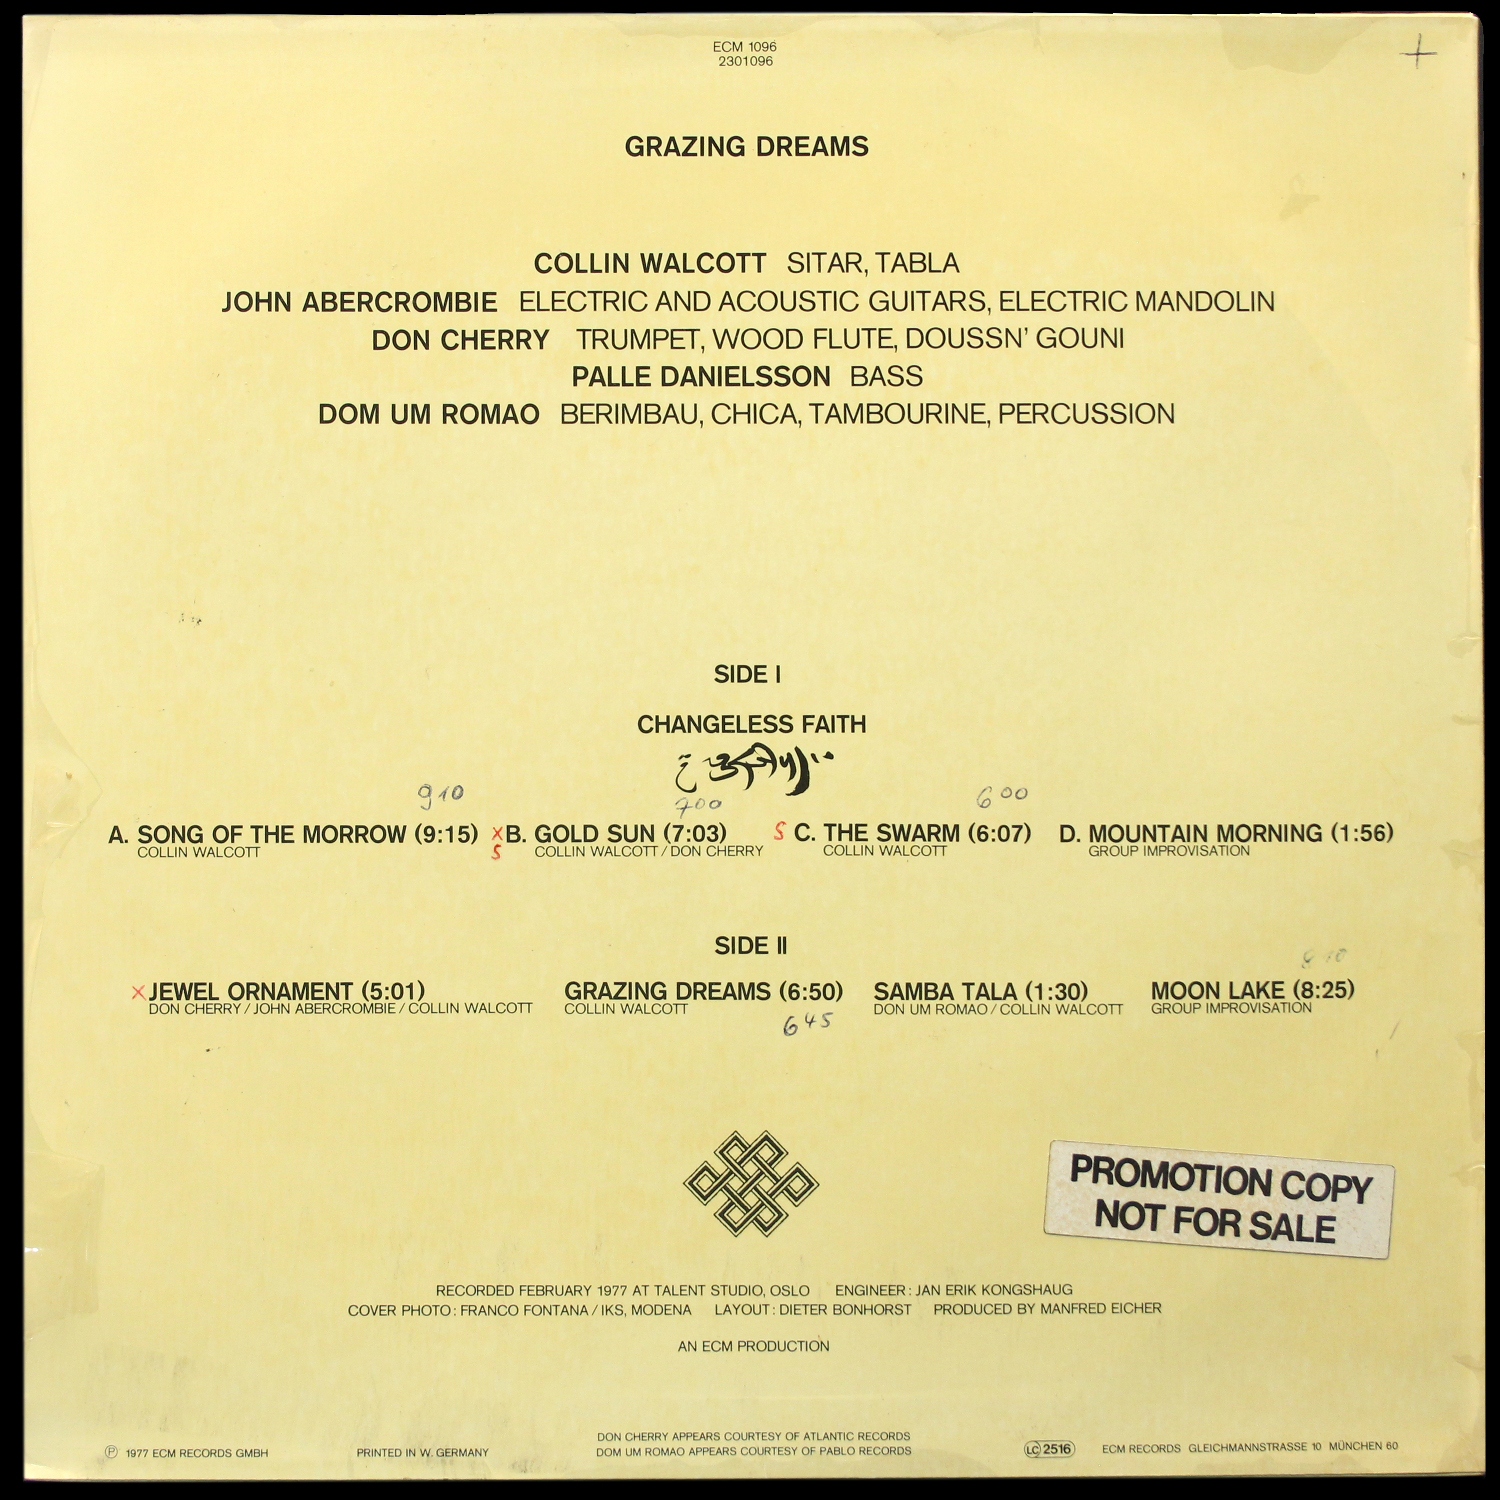 ECM 1096
2301096
GRAZING DREAMS
COLLIN WALCOTT SITAR, TABLA
JOHN ABERCROMBIE ELECTRIC AND ACOUSTIC GUITARS, ELECTRIC MANDOLIN
DON CHERRY TRUMPET, WOOD FLUTE, DOUSSN' GOUNI
PALLE DANIELSSON BASS
DOM UM ROMAO BERIMBAU, CHICA, TAMBOURINE, PERCUSSION
SIDE I
CHANGELESS FAITH
910 700 600
A. SONG OF THE MORROW (9:15) x B. GOLD SUN (7:03) S C. THE SWARM (6:07) D. MOUNTAIN MORNING (1:56)
COLLIN WALCOTT S COLLIN WALCOTT / DON CHERRY COLLIN WALCOTT GROUP IMPROVISATION
SIDE II
x JEWEL ORNAMENT (5:01) GRAZING DREAMS (6:50) SAMBA TALA (1:30) MOON LAKE (8:25)
DON CHERRY / JOHN ABERCROMBIE / COLLIN WALCOTT COLLIN WALCOTT DON UM ROMAO / COLLIN WALCOTT GROUP IMPROVISATION
645
PROMOTION COPY
NOT FOR SALE
RECORDED FEBRUARY 1977 AT TALENT STUDIO, OSLO ENGINEER: JAN ERIK KONGSHAUG
COVER PHOTO: FRANCO FONTANA / IKS, MODENA LAYOUT: DIETER BONHORST PRODUCED BY MANFRED EICHER
AN ECM PRODUCTION
DON CHERRY APPEARS COURTESY OF ATLANTIC RECORDS
DOM UM ROMAO APPEARS COURTESY OF PABLO RECORDS
Ⓟ 1977 ECM RECORDS GMBH PRINTED IN W. GERMANY LC 2516 ECM RECORDS GLEICHMANNSTRASSE 10 MÜNCHEN 60